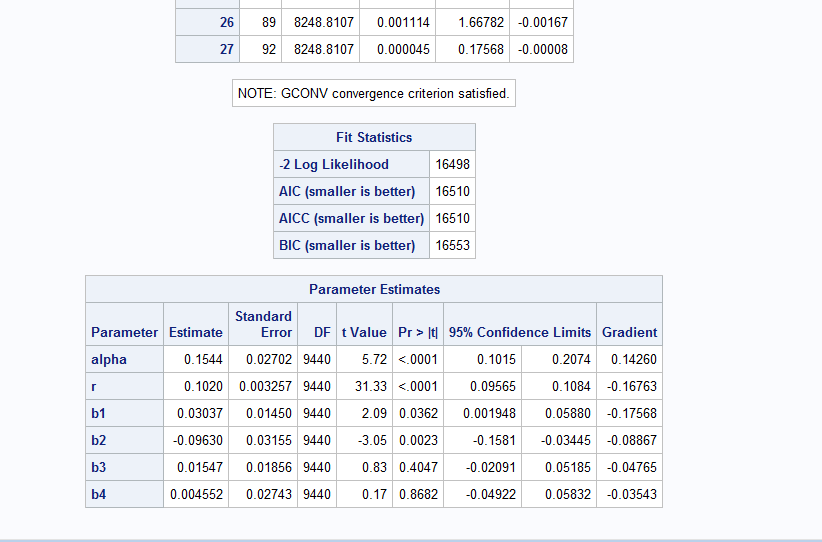 26 89 8248.8107 0.001114 1.66782 -0.00167
27 92 8248.8107 0.000045 0.17568 -0.00008
NOTE: GCONV convergence criterion satisfied.
Fit Statistics
-2 Log Likelihood 16498
AIC (smaller is better) 16510
AICC (smaller is better) 16510
BIC (smaller is better) 16553
Parameter Estimates
Parameter Estimate Standard Error DF t Value Pr > |t| 95% Confidence Limits Gradient
alpha 0.1544 0.02702 9440 5.72 <.0001 0.1015 0.2074 0.14260
r 0.1020 0.003257 9440 31.33 <.0001 0.09565 0.1084 -0.16763
b1 0.03037 0.01450 9440 2.09 0.0362 0.001948 0.05880 -0.17568
b2 -0.09630 0.03155 9440 -3.05 0.0023 -0.1581 -0.03445 -0.08867
b3 0.01547 0.01856 9440 0.83 0.4047 -0.02091 0.05185 -0.04765
b4 0.004552 0.02743 9440 0.17 0.8682 -0.04922 0.05832 -0.03543